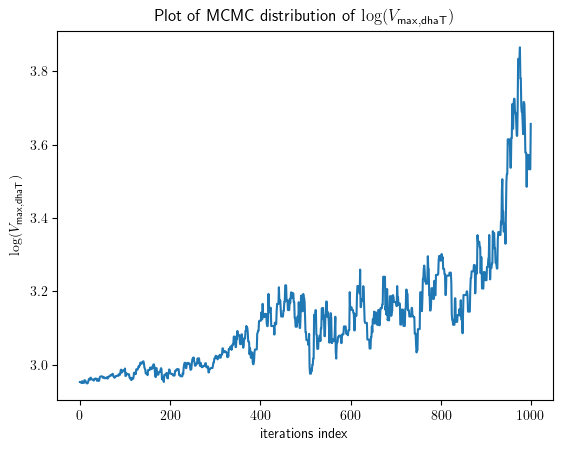 Plot of MCMC distribution of log(V_max,dhaT)
log(V_max,dhaT)
3.8
3.6
3.4
3.2
3.0
0 200 400 600 800 1000
iterations index